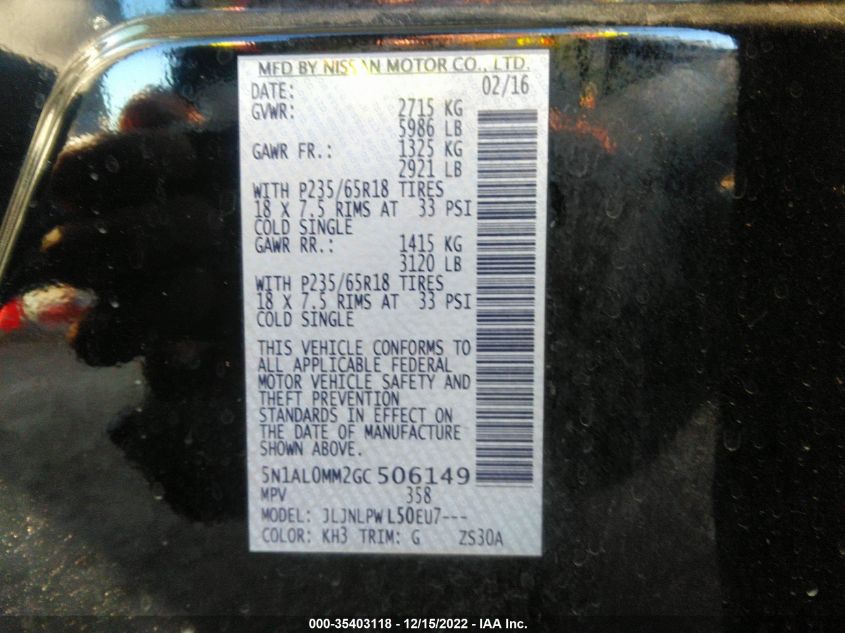 MFD BY NISSAN MOTOR CO., LTD.
DATE: 02/16
GVWR: 2715 KG
5986 LB
GAWR FR.: 1325 KG
2921 LB
WITH P235/65R18 TIRES
18 X 7.5 RIMS AT 33 PSI
COLD SINGLE
GAWR RR.: 1415 KG
3120 LB
WITH P235/65R18 TIRES
18 X 7.5 RIMS AT 33 PSI
COLD SINGLE
THIS VEHICLE CONFORMS TO
ALL APPLICABLE FEDERAL
MOTOR VEHICLE SAFETY AND
THEFT PREVENTION
STANDARDS IN EFFECT ON
THE DATE OF MANUFACTURE
SHOWN ABOVE.
5N1AL0MM2GC506149
MPV 358
MODEL: JLJNLPWL50EU7---
COLOR: KH3 TRIM: G ZS30A
000-35403118 - 12/15/2022 - IAA Inc.